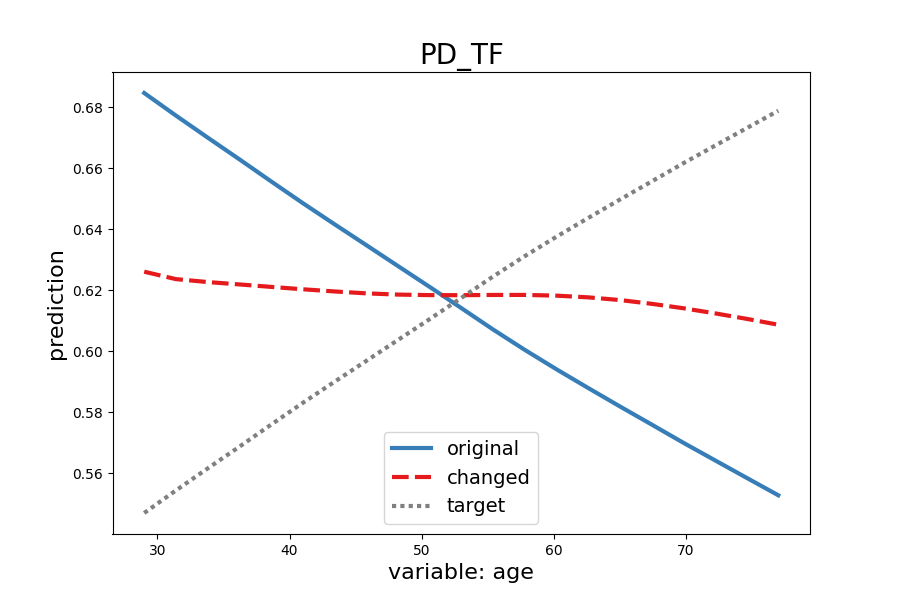 PD_TF
prediction
0.68
0.66
0.64
0.62
0.60
0.58
0.56
original
changed
target
30 40 50 60 70
variable: age